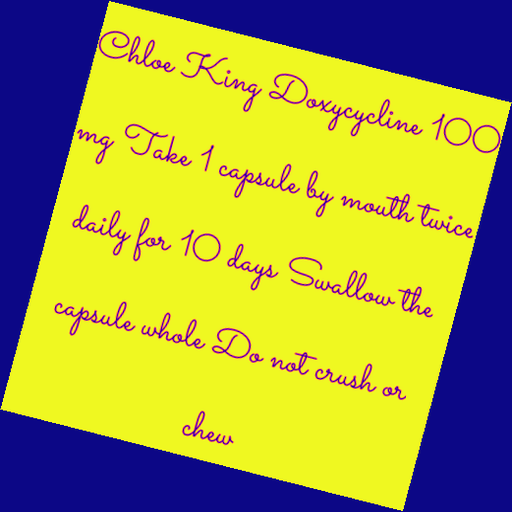 Chloe King Doxycycline 100
mg Take 1 capsule by mouth twice
daily for 10 days Swallow the
capsule whole Do not crush or
chew